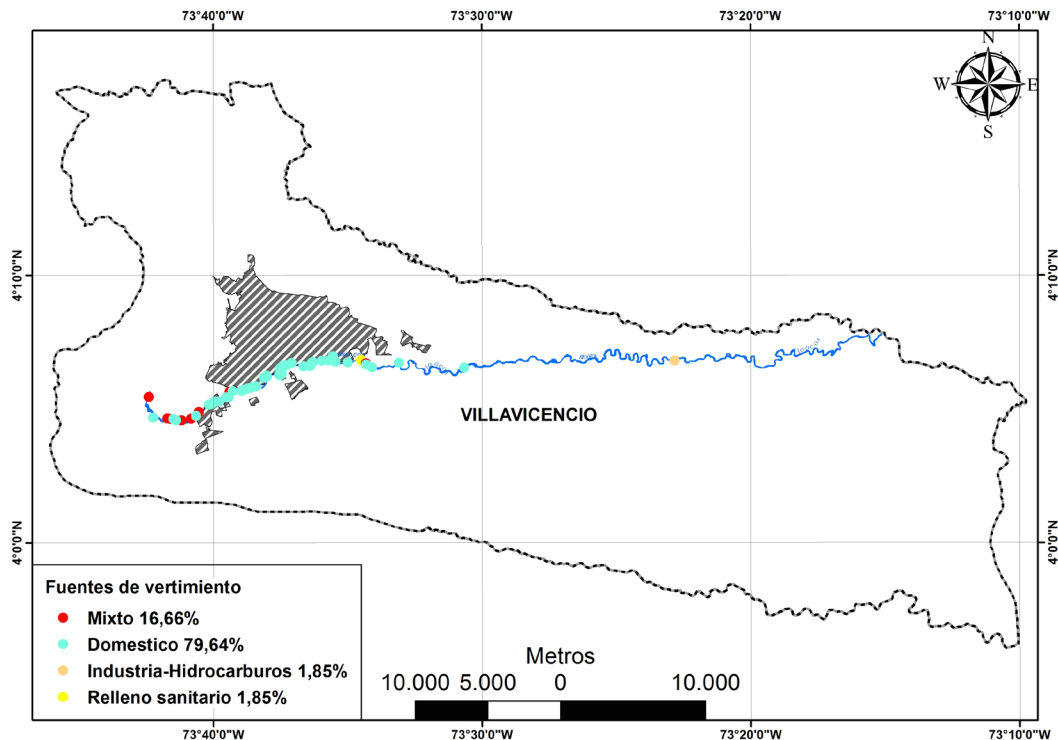 73°40'0"W 73°30'0"W 73°20'0"W 73°10'0"W
N
W E
S
4°10'0"N 4°10'0"N
VILLAVICENCIO
4°0'0"N 4°0'0"N
Fuentes de vertimiento
Mixto 16,66%
Domestico 79,64%
Industria-Hidrocarburos 1,85%
Relleno sanitario 1,85%
Metros
10.000 5.000 0 10.000
73°40'0"W 73°30'0"W 73°20'0"W 73°10'0"W